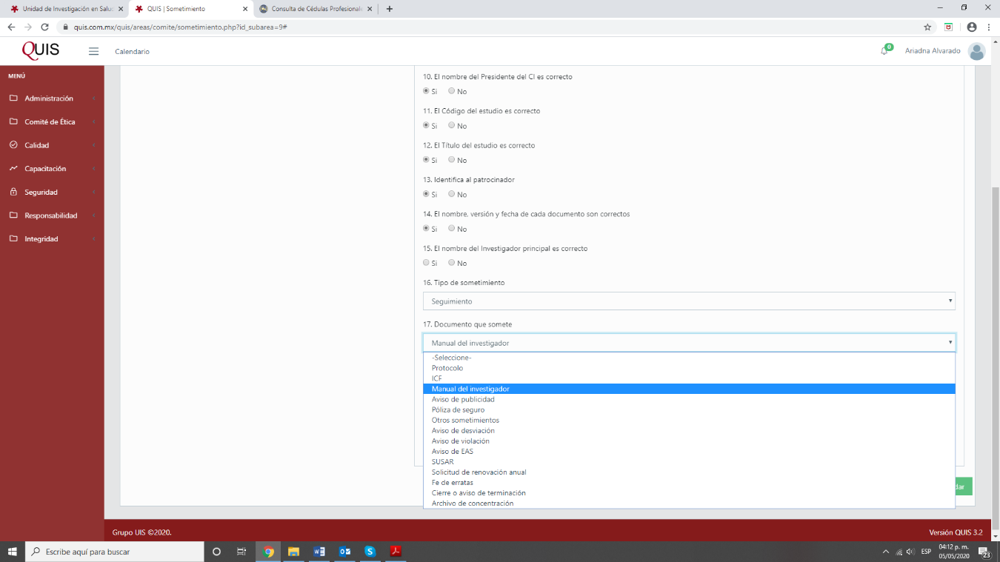 Unidad de Investigación en Salud
QUIS | Sometimiento
Consulta de Cédulas Profesionale
quis.com.mx/quis/areas/comite/sometimiento.php?id_subarea=9#
QUIS
Calendario
0
Ariadna Alvarado
MENÚ
Administración
Comité de Ética
Calidad
Capacitación
Seguridad
Responsabilidad
Integridad
10. El nombre del Presidente del CI es correcto
Si No
11. El Código del estudio es correcto
Si No
12. El Título del estudio es correcto
Si No
13. Identifica al patrocinador
Si No
14. El nombre, versión y fecha de cada documento son correctos
Si No
15. El nombre del Investigador principal es correcto
Si No
16. Tipo de sometimiento
Seguimiento
17. Documento que somete
Manual del investigador
-Seleccione-
Protocolo
ICF
Manual del investigador
Aviso de publicidad
Póliza de seguro
Otros sometimientos
Aviso de desviación
Aviso de violación
Aviso de EAS
SUSAR
Solicitud de renovación anual
Fe de erratas
Cierre o aviso de terminación
Archivo de concentración
dar
Grupo UIS ©2020.
Versión QUIS 3.2
Escribe aquí para buscar
ESP
04:12 p. m.
05/05/2020
23